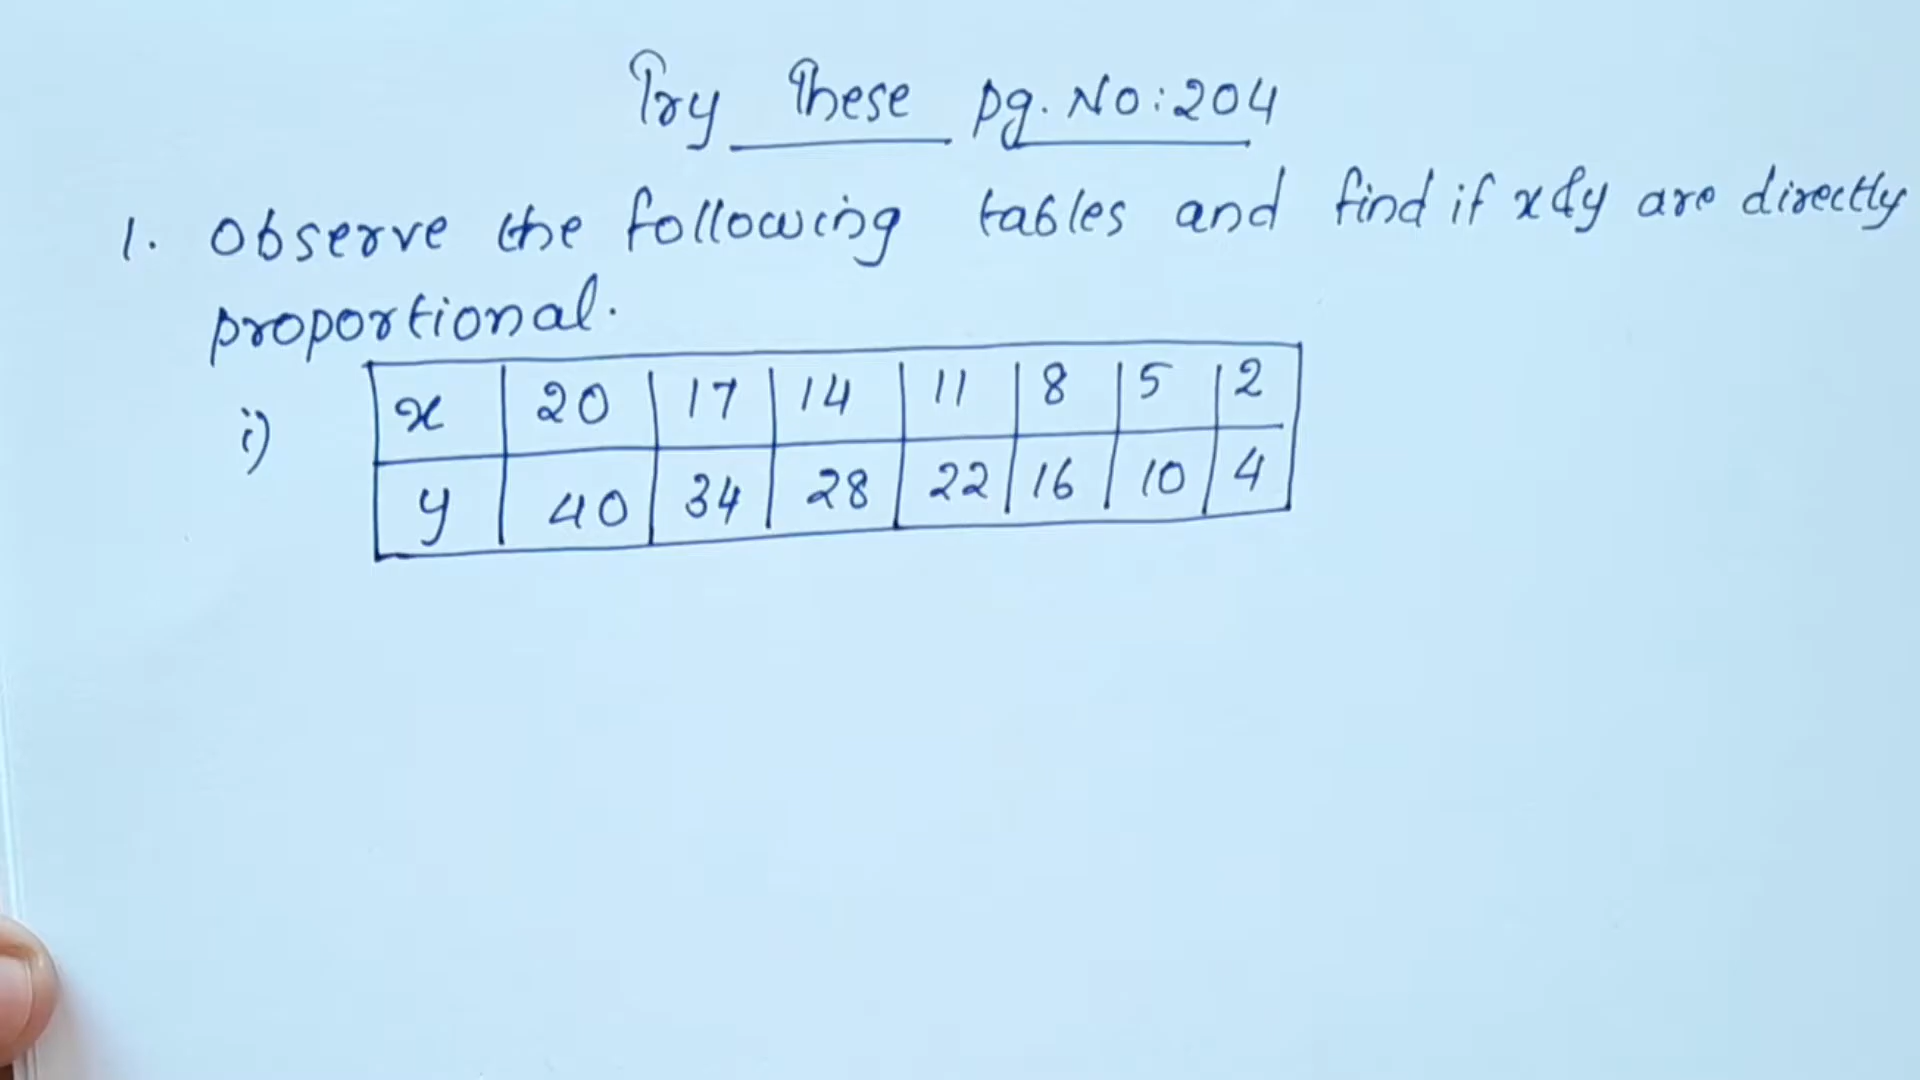 Try These pg. No: 204
1. Observe the following tables and find if x & y are directly
proportional.
i) x 20 17 14 11 8 5 2
y 40 34 28 22 16 10 4